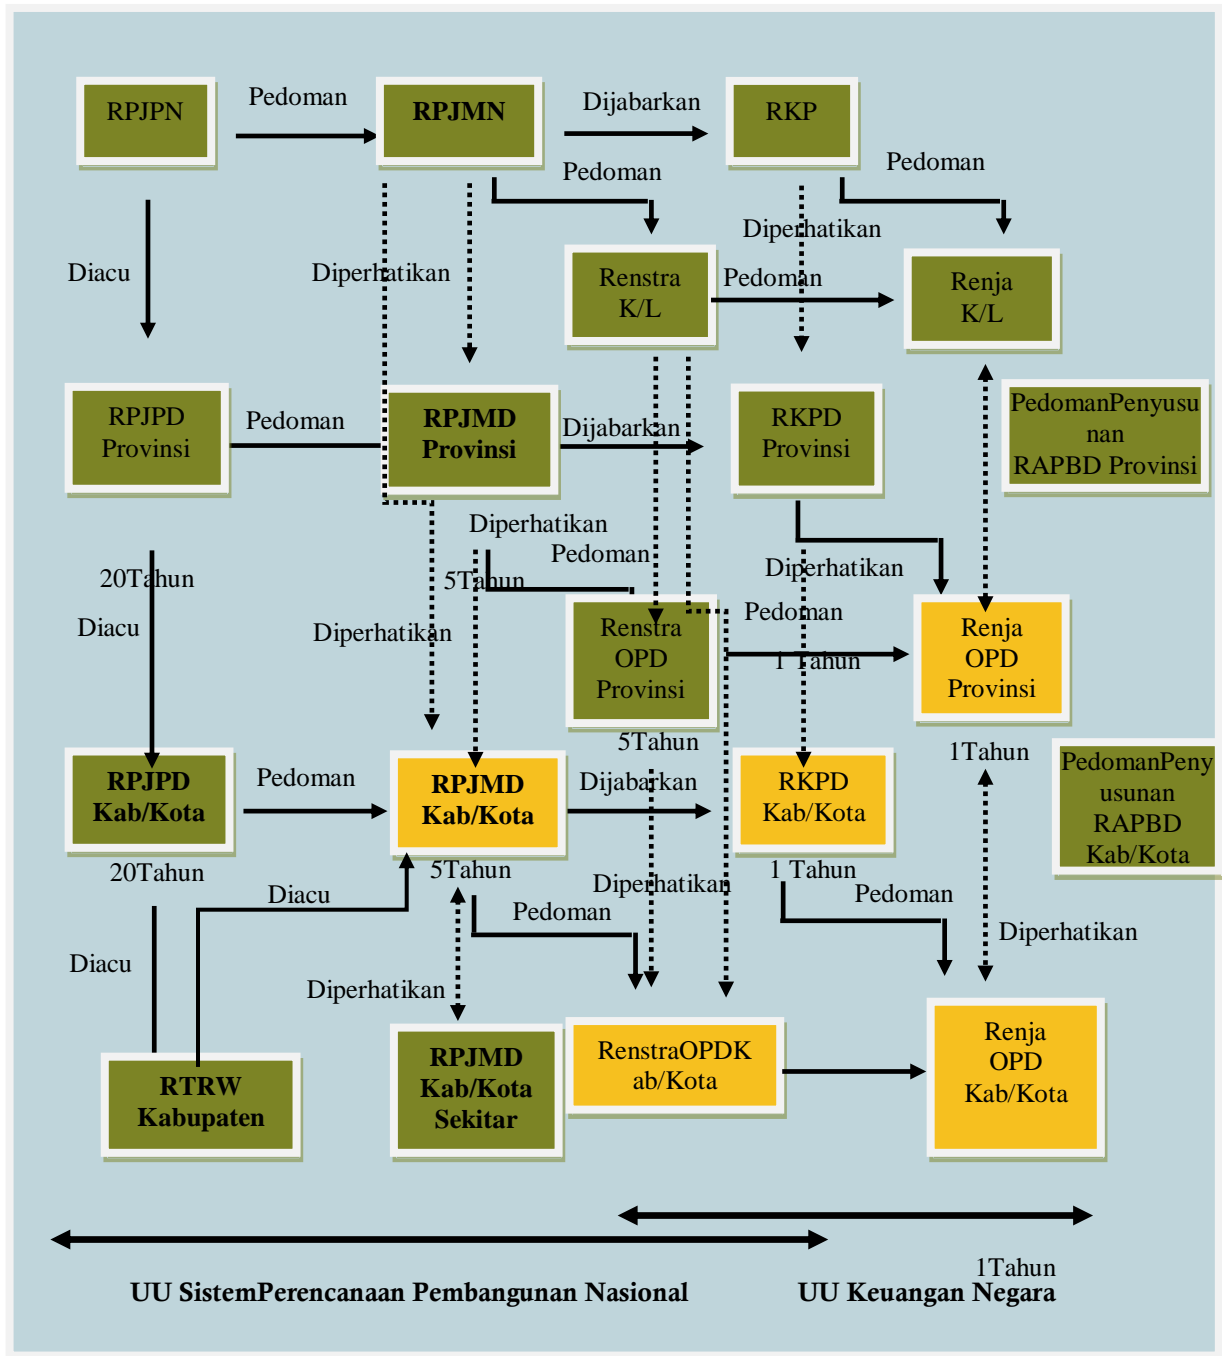 RPJPN
Pedoman
RPJMN
Dijabarkan
RKP
Pedoman
Pedoman
Diacu
Diperhatikan
Renstra
K/L
Pedoman
Diperhatikan
Renja
K/L
RPJPD
Provinsi
Pedoman
RPJMD
Provinsi
Dijabarkan
RKPD
Provinsi
PedomanPenyusu
nan
RAPBD Provinsi
Diperhatikan
Pedoman
Diperhatikan
20Tahun
5Tahun
Diacu
Diperhatikan
Renstra
OPD
Provinsi
Pedoman
1 Tahun
Renja
OPD
Provinsi
5Tahun
1Tahun
RPJPD
Kab/Kota
Pedoman
RPJMD
Kab/Kota
Dijabarkan
RKPD
Kab/Kota
PedomanPeny
usunan
RAPBD
Kab/Kota
20Tahun
5Tahun
1 Tahun
Diacu
Pedoman
Diperhatikan
Pedoman
Diacu
Diperhatikan
Diperhatikan
RTRW
Kabupaten
RPJMD
Kab/Kota
Sekitar
RenstraOPDK
ab/Kota
Renja
OPD
Kab/Kota
1Tahun
UU SistemPerencanaan Pembangunan Nasional
UU Keuangan Negara